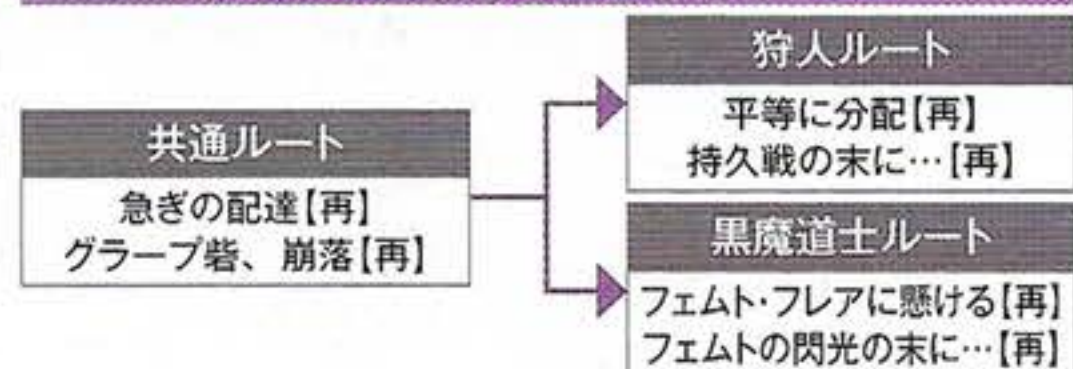 共通ルート
急ぎの配達【再】
グラープ砦、崩落【再】
狩人ルート
平等に分配【再】
持久戦の末に…【再】
黒魔道士ルート
フェムト・フレアに懸ける【再】
フェムトの閃光の末に…【再】